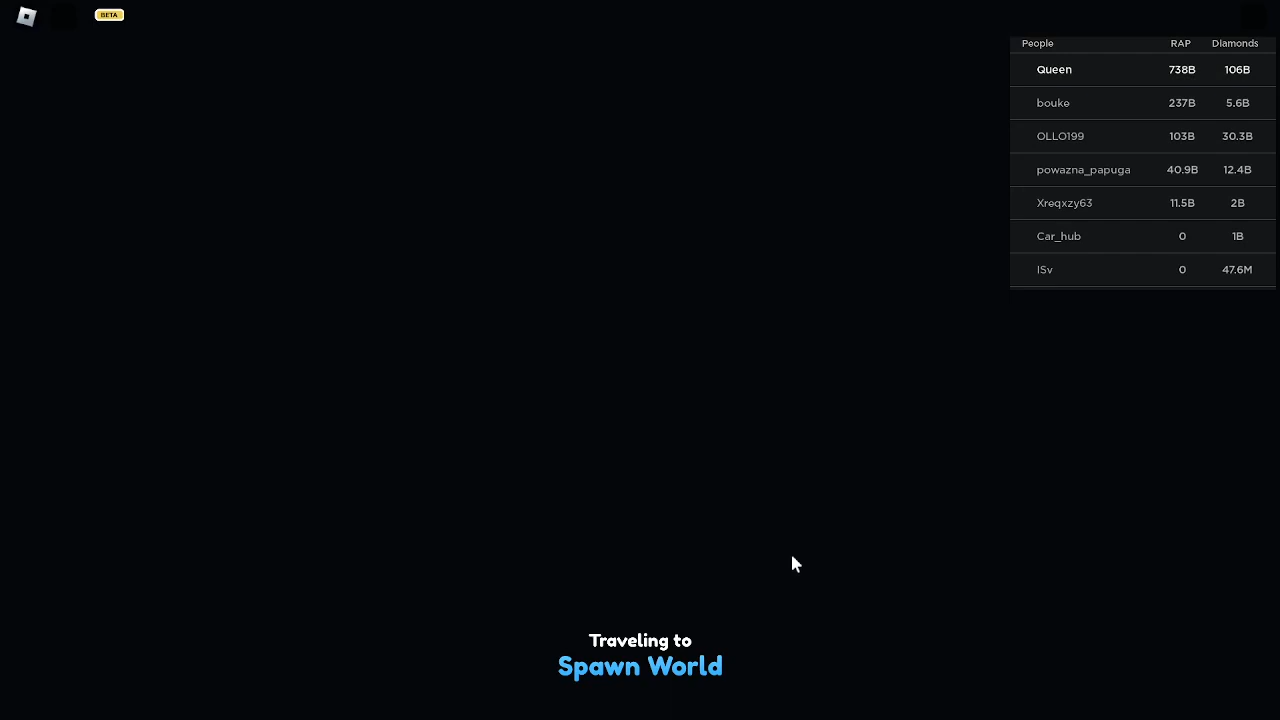 BETA
People RAP Diamonds
Queen 738B 106B
bouke 237B 5.6B
OLLO199 103B 30.3B
powazna_papuga 40.9B 12.4B
Xreqxzy63 11.5B 2B
Car_hub 0 1B
ISv 0 47.6M
Traveling to
Spawn World